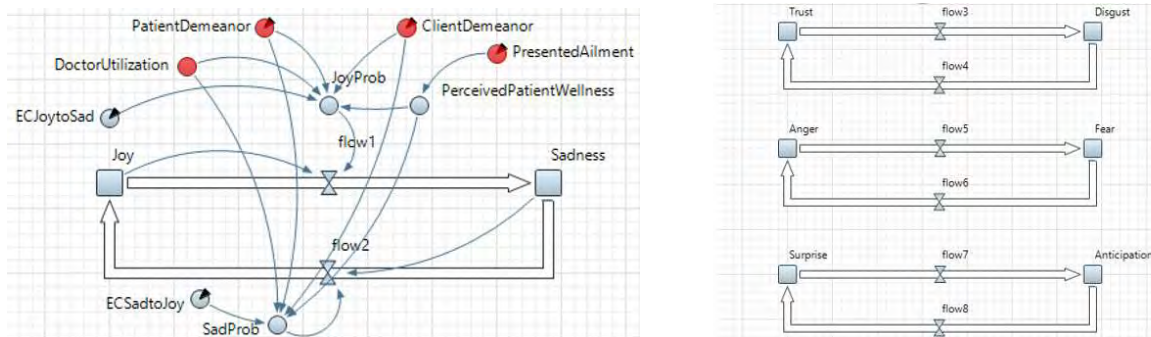 PatientDemeanor
ClientDemeanor
DoctorUtilization
PresentedAilment
JoyProb
PerceivedPatientWellness
ECJoytoSad
flow1
Joy
Sadness
flow2
ECSadtoJoy
SadProb
Trust
flow3
Disgust
flow4
Anger
flow5
Fear
flow6
Surprise
flow7
Anticipation
flow8